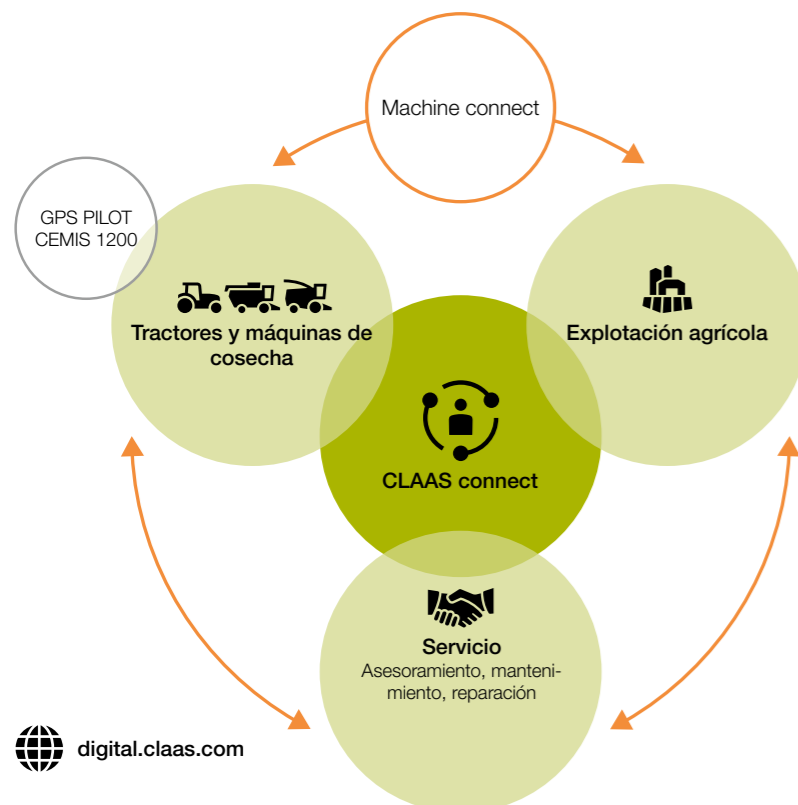 Machine connect
GPS PILOT
CEMIS 1200
Tractores y máquinas de
cosecha
Explotación agrícola
CLAAS connect
Servicio
Asesoramiento, manteni-
miento, reparación
digital.claas.com